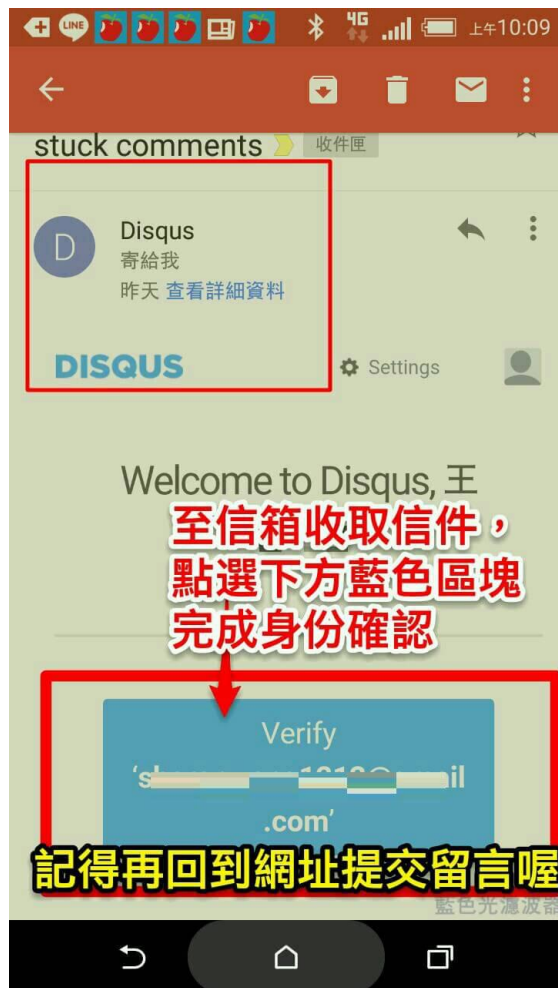 LINE
4G
上午10:09
stuck comments
收件匣
D
Disqus
寄給我
昨天 查看詳細資料
DISQUS
Settings
Welcome to Disqus, 王
至信箱收取信件，
點選下方藍色區塊
完成身份確認
Verify
.com’
記得再回到網址提交留言喔
藍色光濾波器